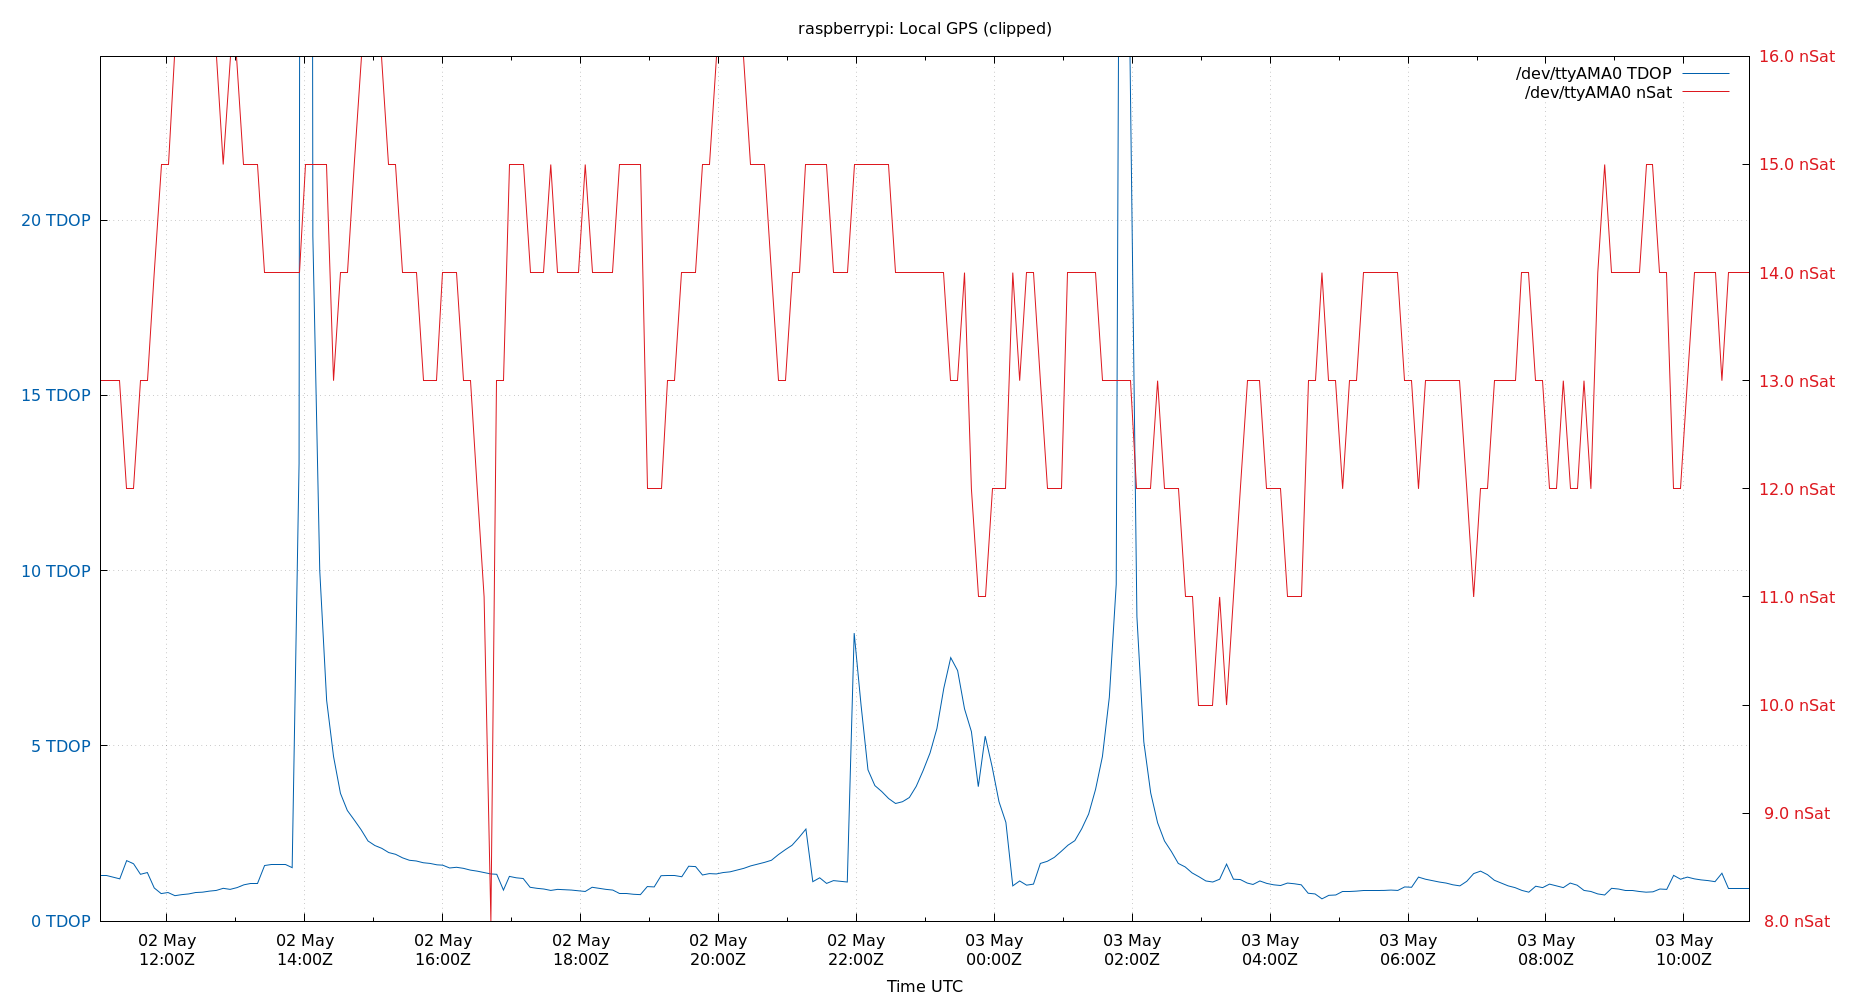 raspberrypi: Local GPS (clipped)
/dev/ttyAMA0 TDOP
/dev/ttyAMA0 nSat
20 TDOP
15 TDOP
10 TDOP
5 TDOP
0 TDOP
16.0 nSat
15.0 nSat
14.0 nSat
13.0 nSat
12.0 nSat
11.0 nSat
10.0 nSat
9.0 nSat
8.0 nSat
02 May
12:00Z
02 May
14:00Z
02 May
16:00Z
02 May
18:00Z
02 May
20:00Z
02 May
22:00Z
03 May
00:00Z
03 May
02:00Z
03 May
04:00Z
03 May
06:00Z
03 May
08:00Z
03 May
10:00Z
Time UTC